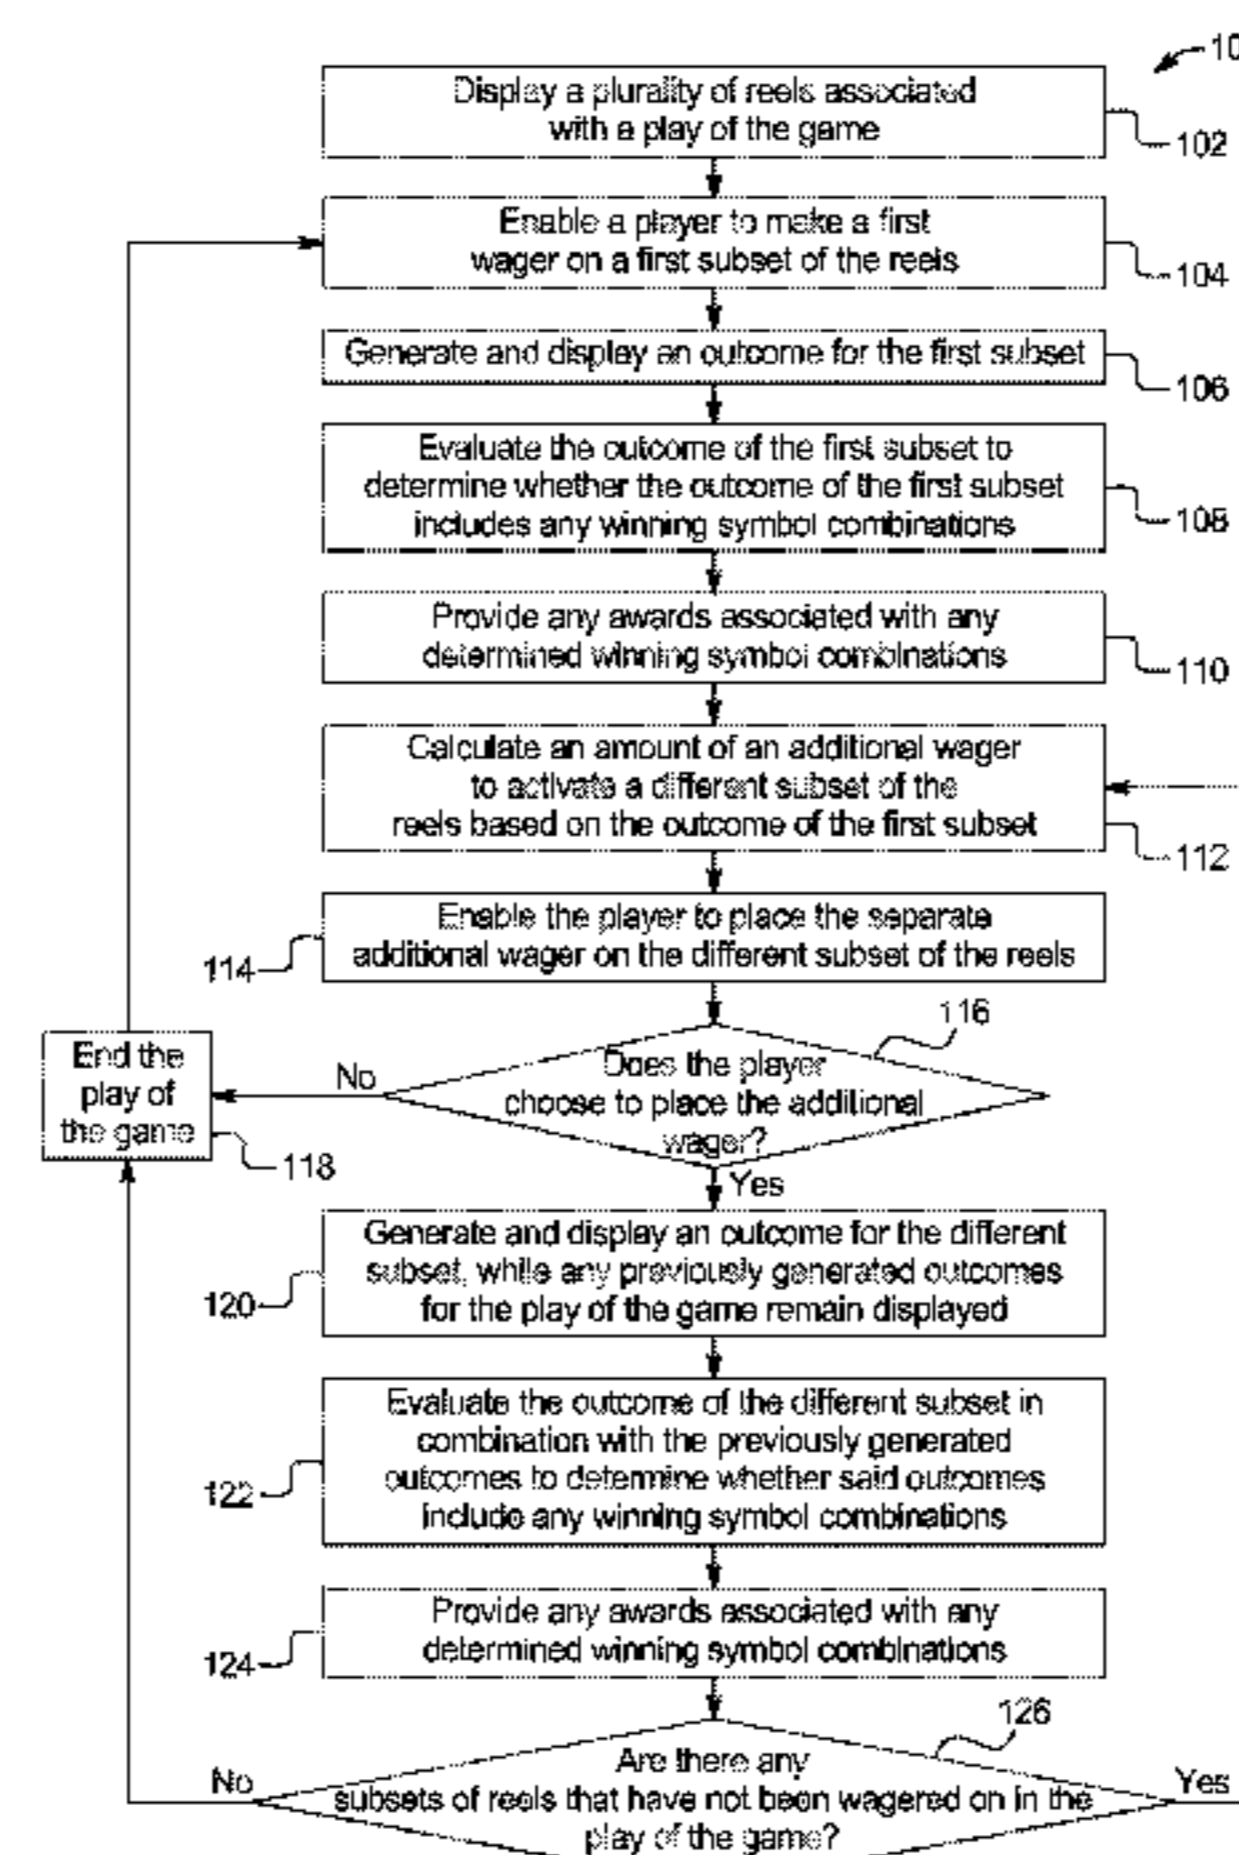 10
Display a plurality of reels associated
with a play of the game
102
Enable a player to make a first
wager on a first subset of the reels
104
Generate and display an outcome for the first subset
106
Evaluate the outcome of the first subset to
determine whether the outcome of the first subset
includes any winning symbol combinations
108
Provide any awards associated with any
determined winning symbol combinations
110
Calculate an amount of an additional wager
to activate a different subset of the
reels based on the outcome of the first subset
112
Enable the player to place the separate
additional wager on the different subset of the reels
114
116
Does the player
choose to place the additional
wager?
No
End the
play of
the game
118
Yes
Generate and display an outcome for the different
subset, while any previously generated outcomes
for the play of the game remain displayed
120
Evaluate the outcome of the different subset in
combination with the previously generated
outcomes to determine whether said outcomes
include any winning symbol combinations
122
Provide any awards associated with any
determined winning symbol combinations
124
126
Are there any
subsets of reels that have not been wagered on in the
play of the game?
No
Yes